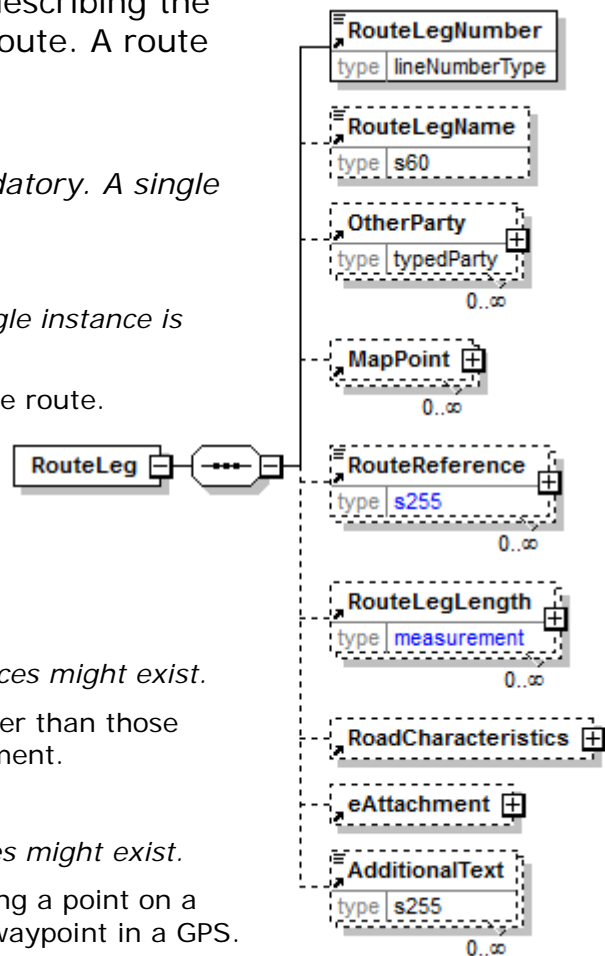 describing the
oute. A route
datory. A single
gle instance is
e route.
ces might exist.
er than those
ment.
es might exist.
ng a point on a
waypoint in a GPS.
RouteLeg
RouteLegNumber
type lineNumberType
RouteLegName
type s60
OtherParty
type typedParty
0..∞
MapPoint
0..∞
RouteReference
type s255
0..∞
RouteLegLength
type measurement
0..∞
RoadCharacteristics
eAttachment
AdditionalText
type s255
0..∞